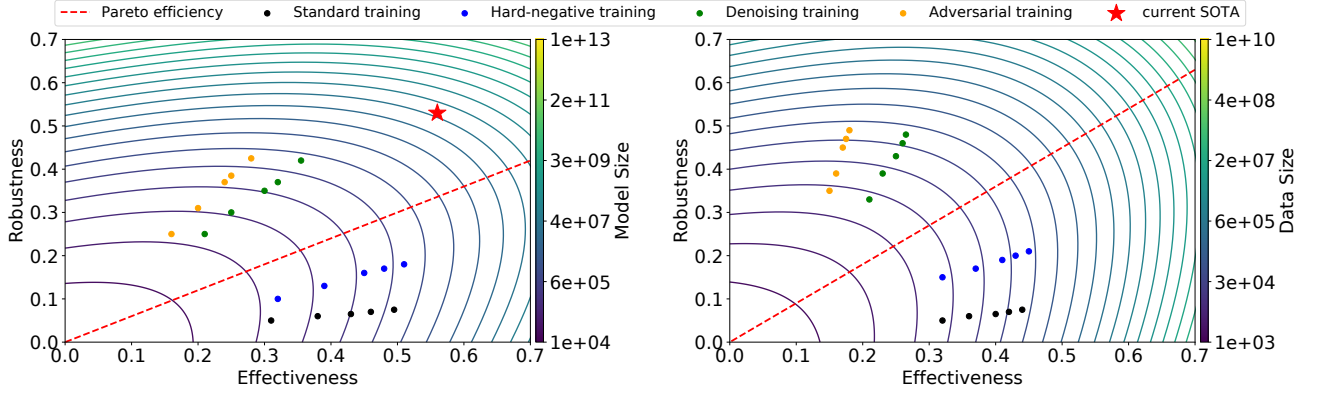 Pareto efficiency Standard training Hard-negative training Denoising training Adversarial training current SOTA
0.7
0.6
0.5
0.4
0.3
0.2
0.1
0.0
Robustness
0.0 0.1 0.2 0.3 0.4 0.5 0.6 0.7
Effectiveness
1e+13
2e+11
3e+09
4e+07
6e+05
1e+04
Model Size
0.7
0.6
0.5
0.4
0.3
0.2
0.1
0.0
Robustness
0.0 0.1 0.2 0.3 0.4 0.5 0.6 0.7
Effectiveness
1e+10
4e+08
2e+07
6e+05
3e+04
1e+03
Data Size